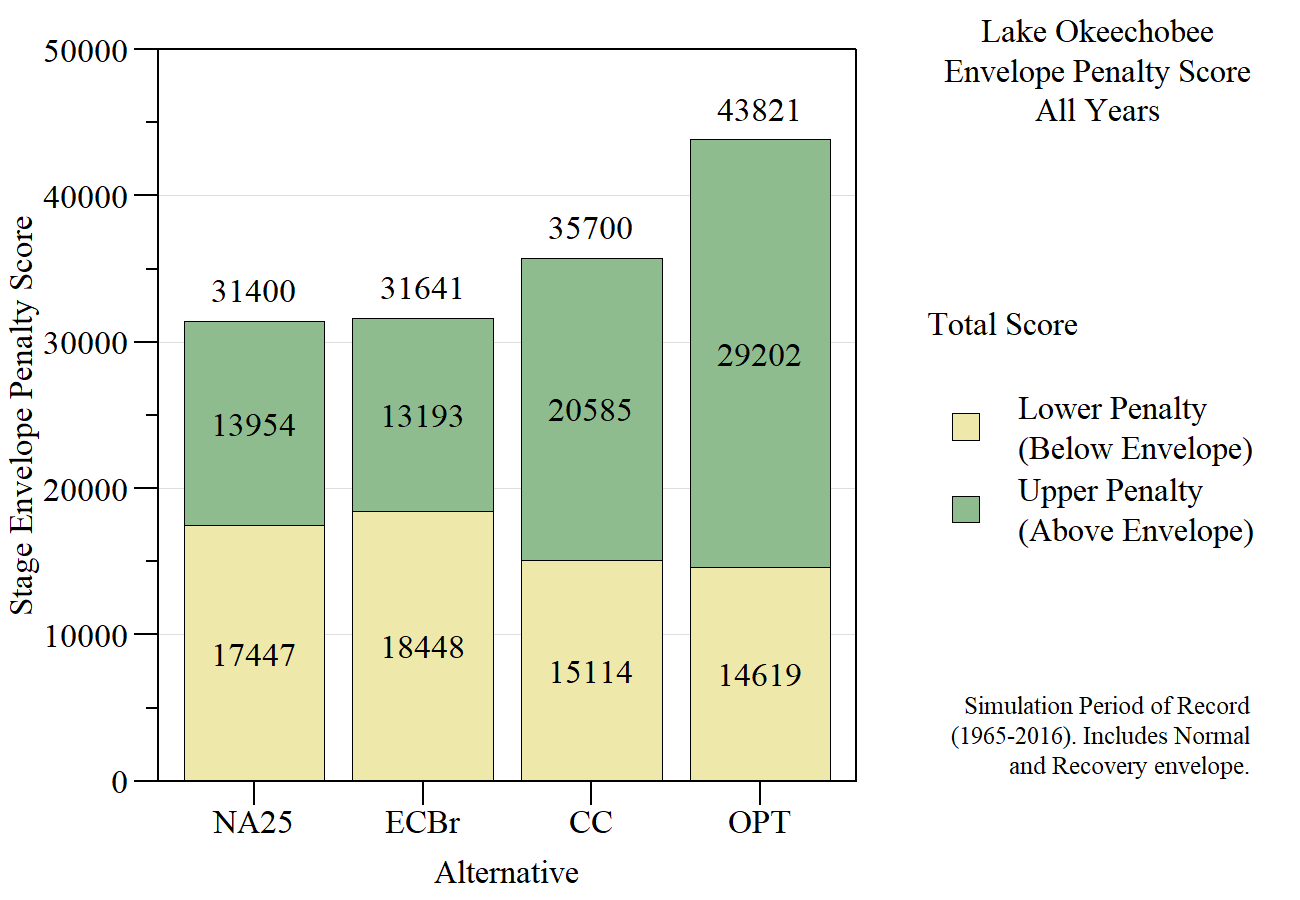 Lake Okeechobee
Envelope Penalty Score
All Years
Stage Envelope Penalty Score
50000
40000
30000
20000
10000
0
31400
13954
17447
31641
13193
18448
35700
20585
15114
43821
29202
14619
NA25
ECBr
CC
OPT
Alternative
Total Score
Lower Penalty
(Below Envelope)
Upper Penalty
(Above Envelope)
Simulation Period of Record
(1965-2016). Includes Normal
and Recovery envelope.